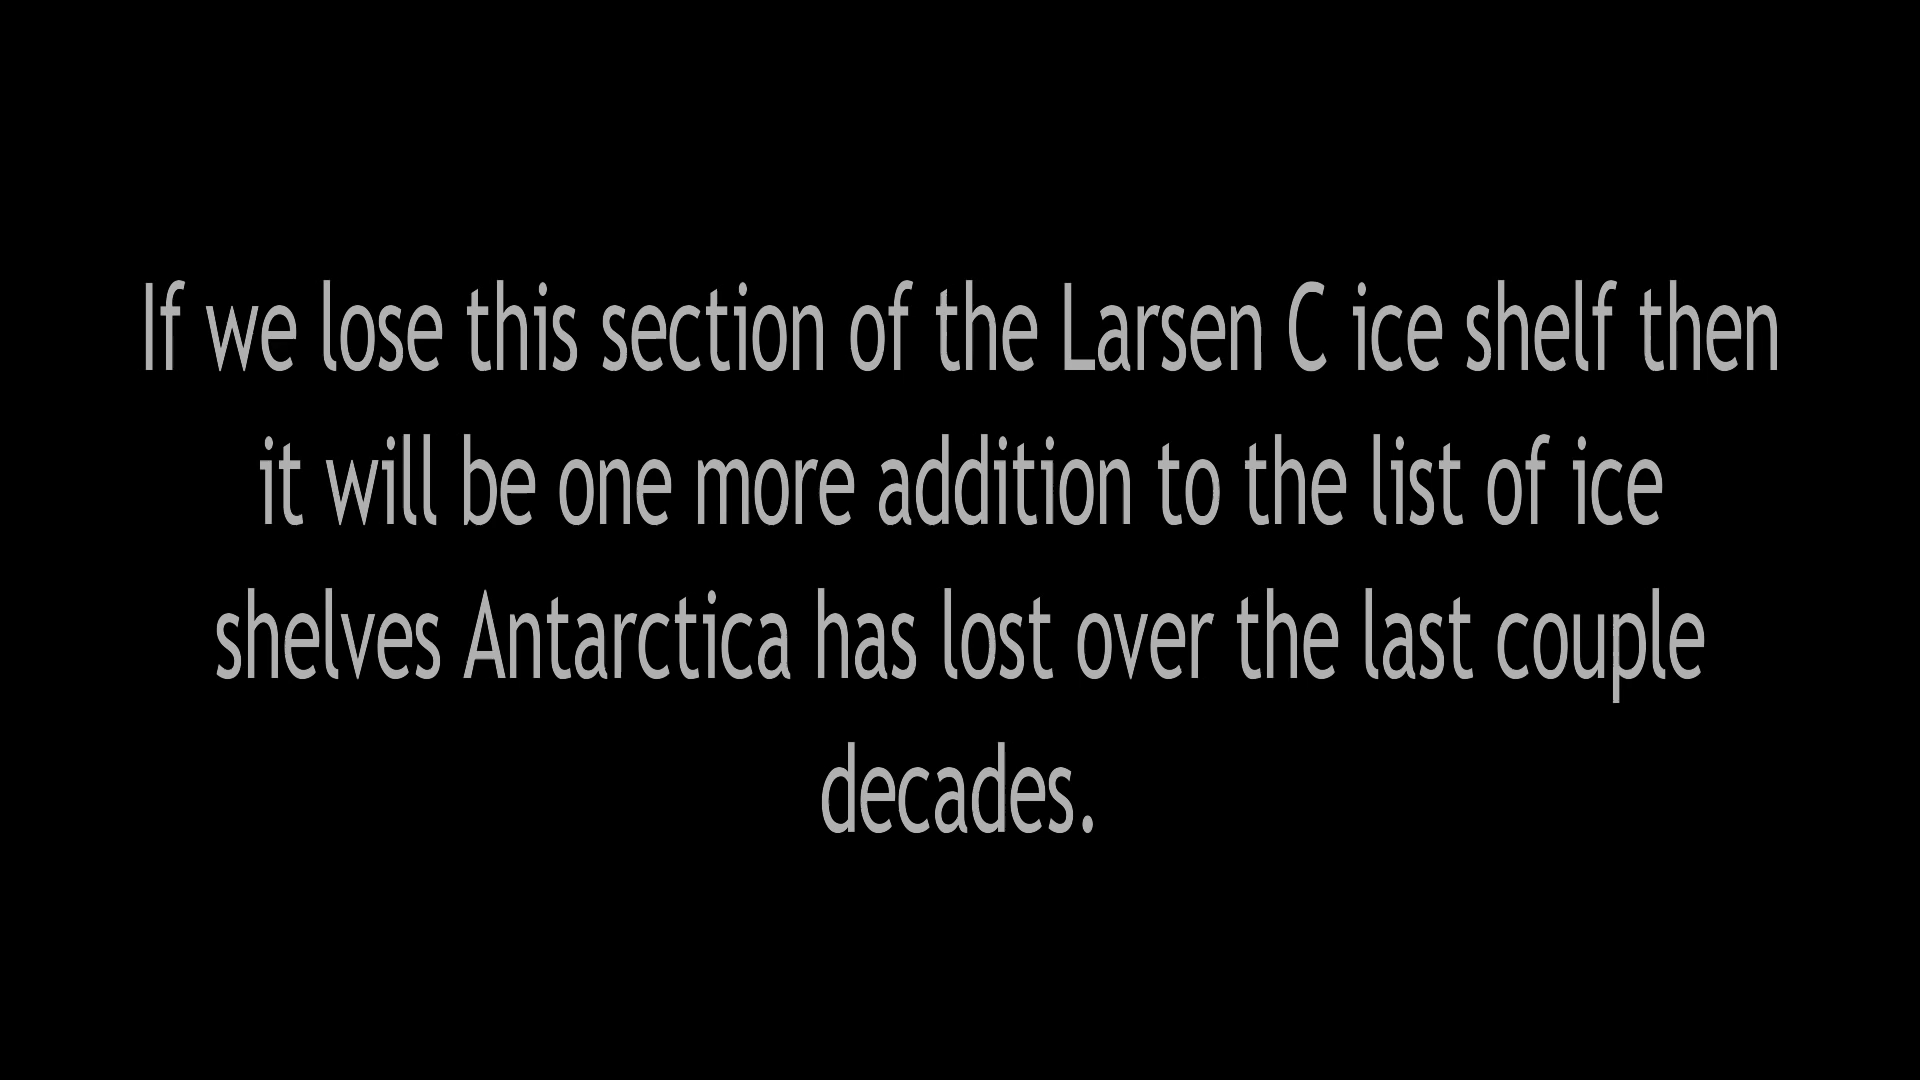 If we lose this section of the Larsen C ice shelf then
it will be one more addition to the list of ice
shelves Antarctica has lost over the last couple
decades.